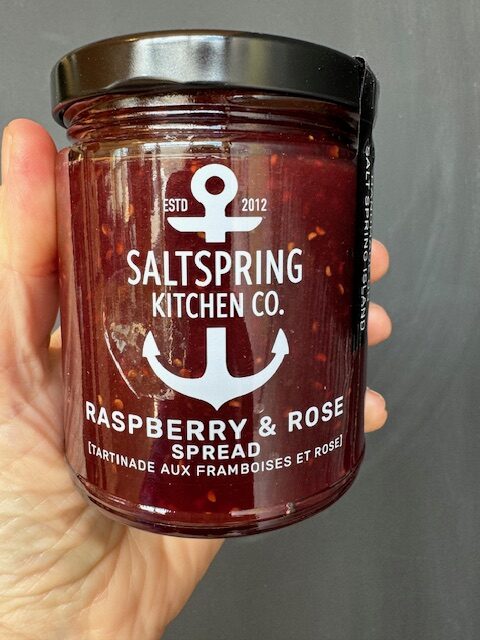 ESTD 2012
SALTSPRING
KITCHEN CO.
RASPBERRY & ROSE
SPREAD
[TARTINADE AUX FRAMBOISES ET ROSE]
SALT SPRING ISLAND